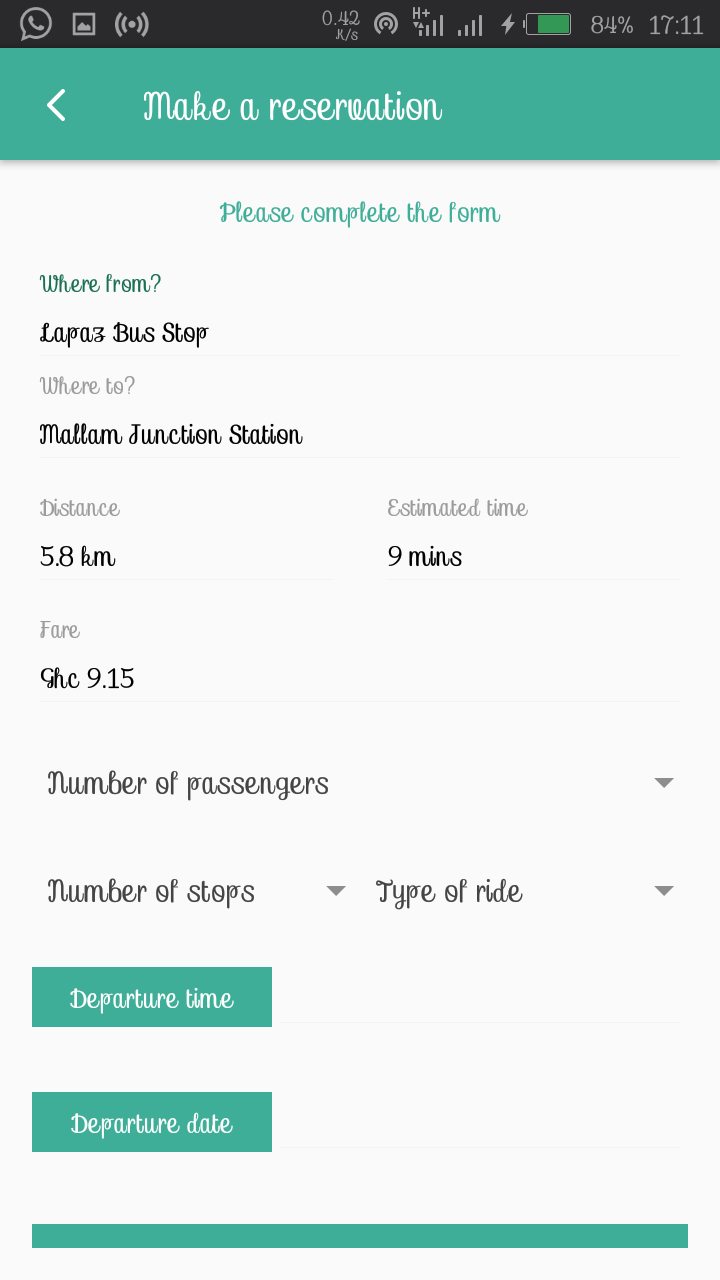 0.42 K/s H+ 84% 17:11
Make a reservation
Please complete the form
Where from?
Lapaz Bus Stop
Where to?
Mallam Junction Station
Distance Estimated time
5.8 km 9 mins
Fare
Ghc 9.15
Number of passengers
Number of stops Type of ride
Departure time
Departure date